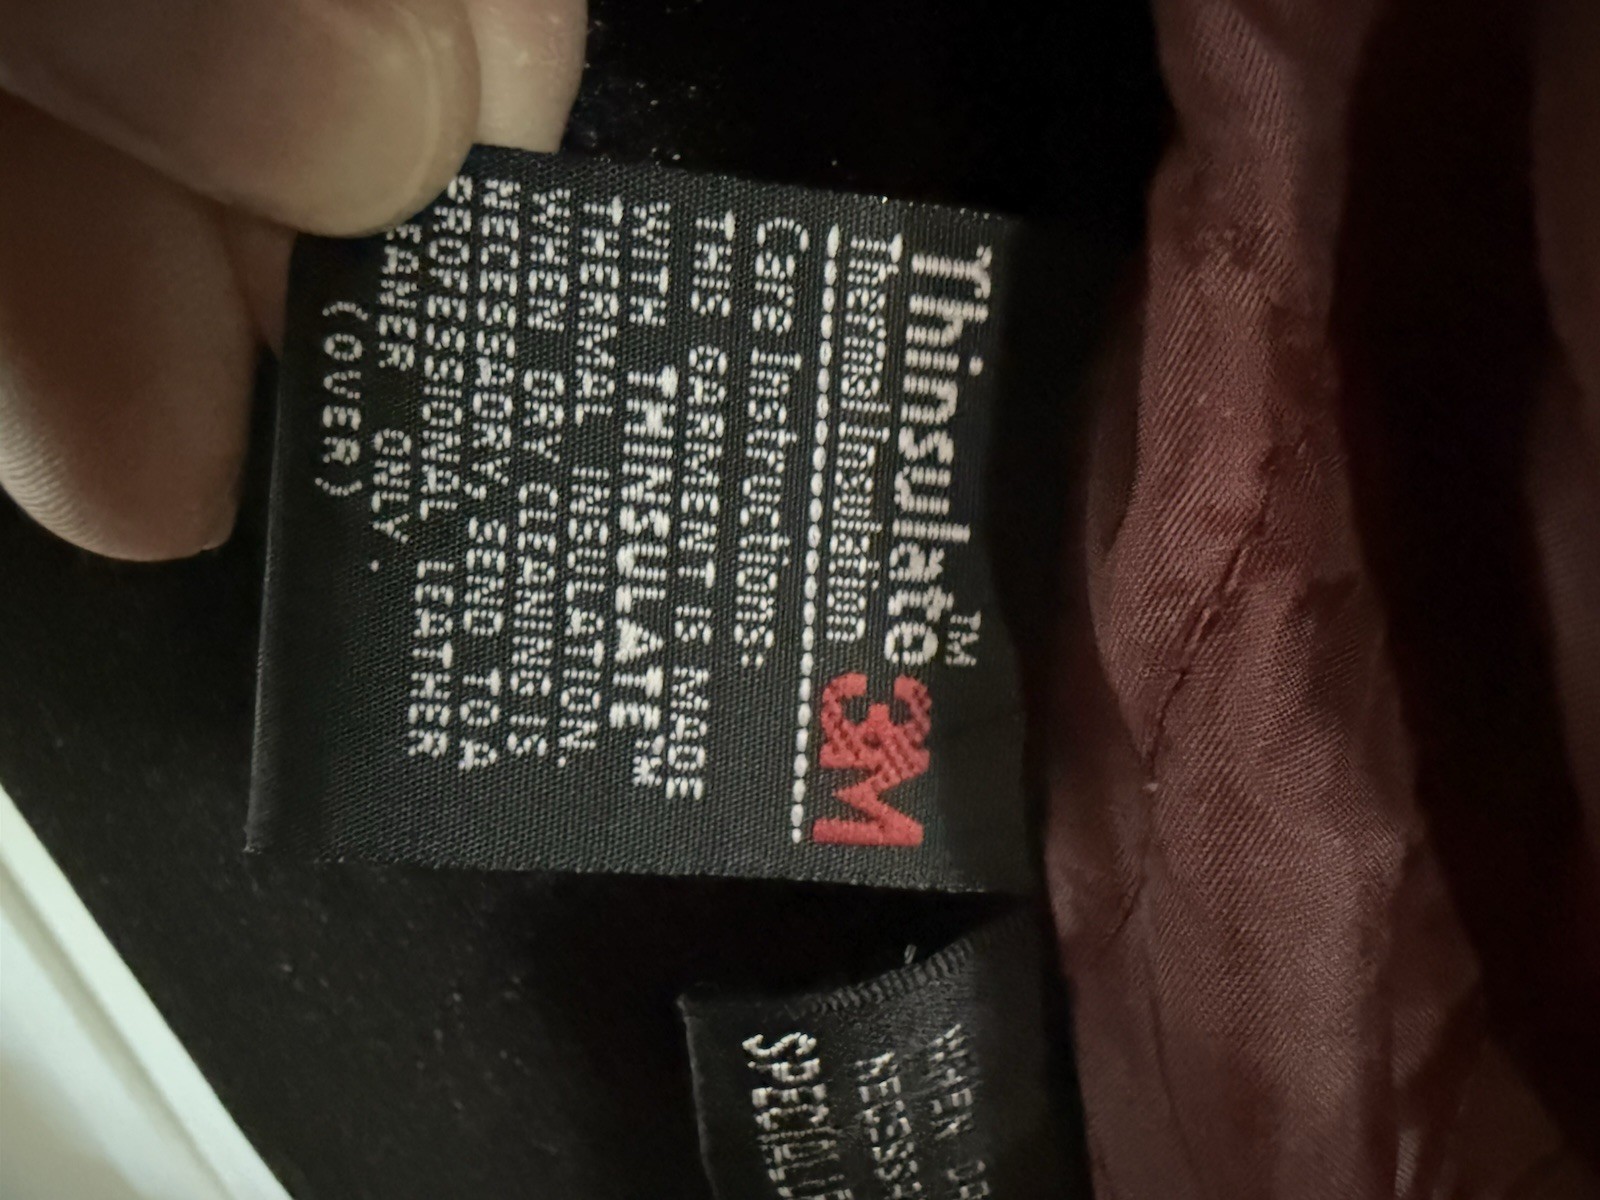 Thinsulate™ 3M
Thermal Insulation
Care Instructions:
THIS GARMENT IS MADE
WITH THINSULATE™
THERMAL INSULATION.
WHEN DRY CLEANING IS
NECESSARY, SEND TO A
PROFESSIONAL LEATHER
CLEANER ONLY.
(OVER)
WHEN